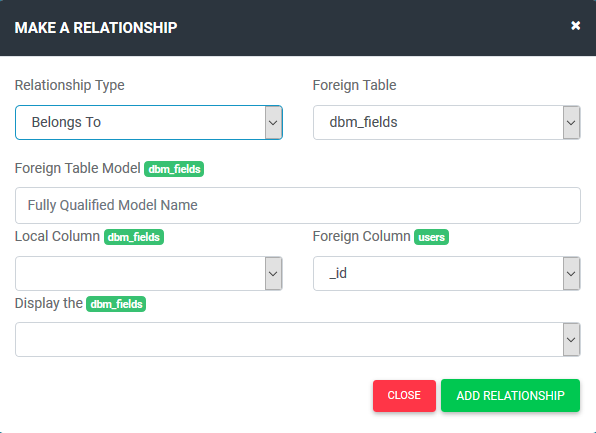 MAKE A RELATIONSHIP ×
Relationship Type Foreign Table
Belongs To dbm_fields
Foreign Table Model dbm_fields
Fully Qualified Model Name
Local Column dbm_fields Foreign Column users
_id
Display the dbm_fields
CLOSE ADD RELATIONSHIP